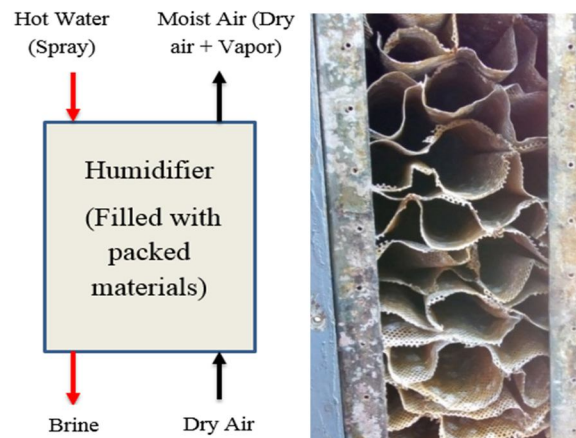 Hot Water
(Spray)
Moist Air (Dry
air + Vapor)
Humidifier
(Filled with
packed
materials)
Brine
Dry Air